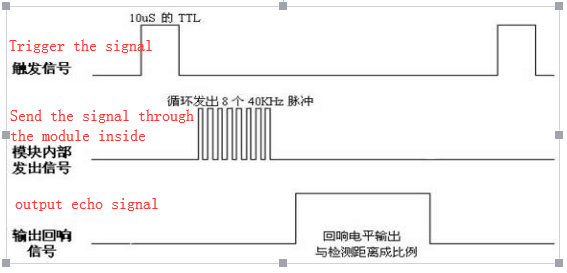 10uS 的 TTL
Trigger the signal
触发信号
循环发出 8 个 40KHz 脉冲
Send the signal through
the module inside
模块内部
发出信号
output echo signal
输出回响
信号
回响电平输出
与检测距离成比例